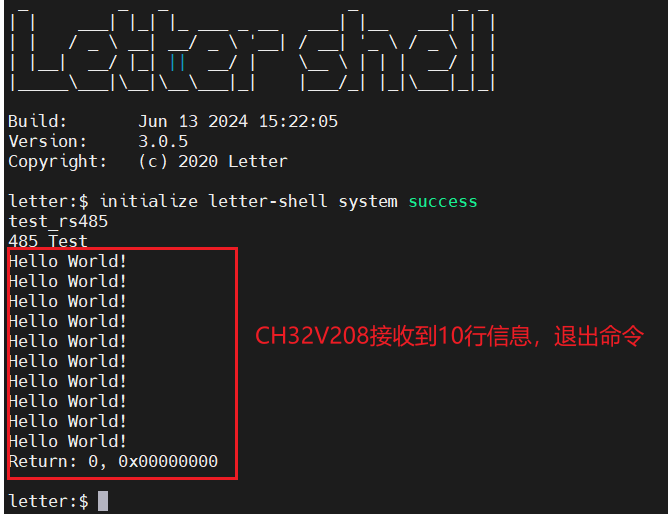 Letter shell
Build: Jun 13 2024 15:22:05
Version: 3.0.5
Copyright: (c) 2020 Letter
letter:$ initialize letter-shell system success
test_rs485
485 Test
Hello World!
Hello World!
Hello World!
Hello World!
Hello World!
Hello World!
Hello World!
Hello World!
Hello World!
Hello World!
Return: 0, 0x00000000
CH32V208接收到10行信息，退出命令
letter:$